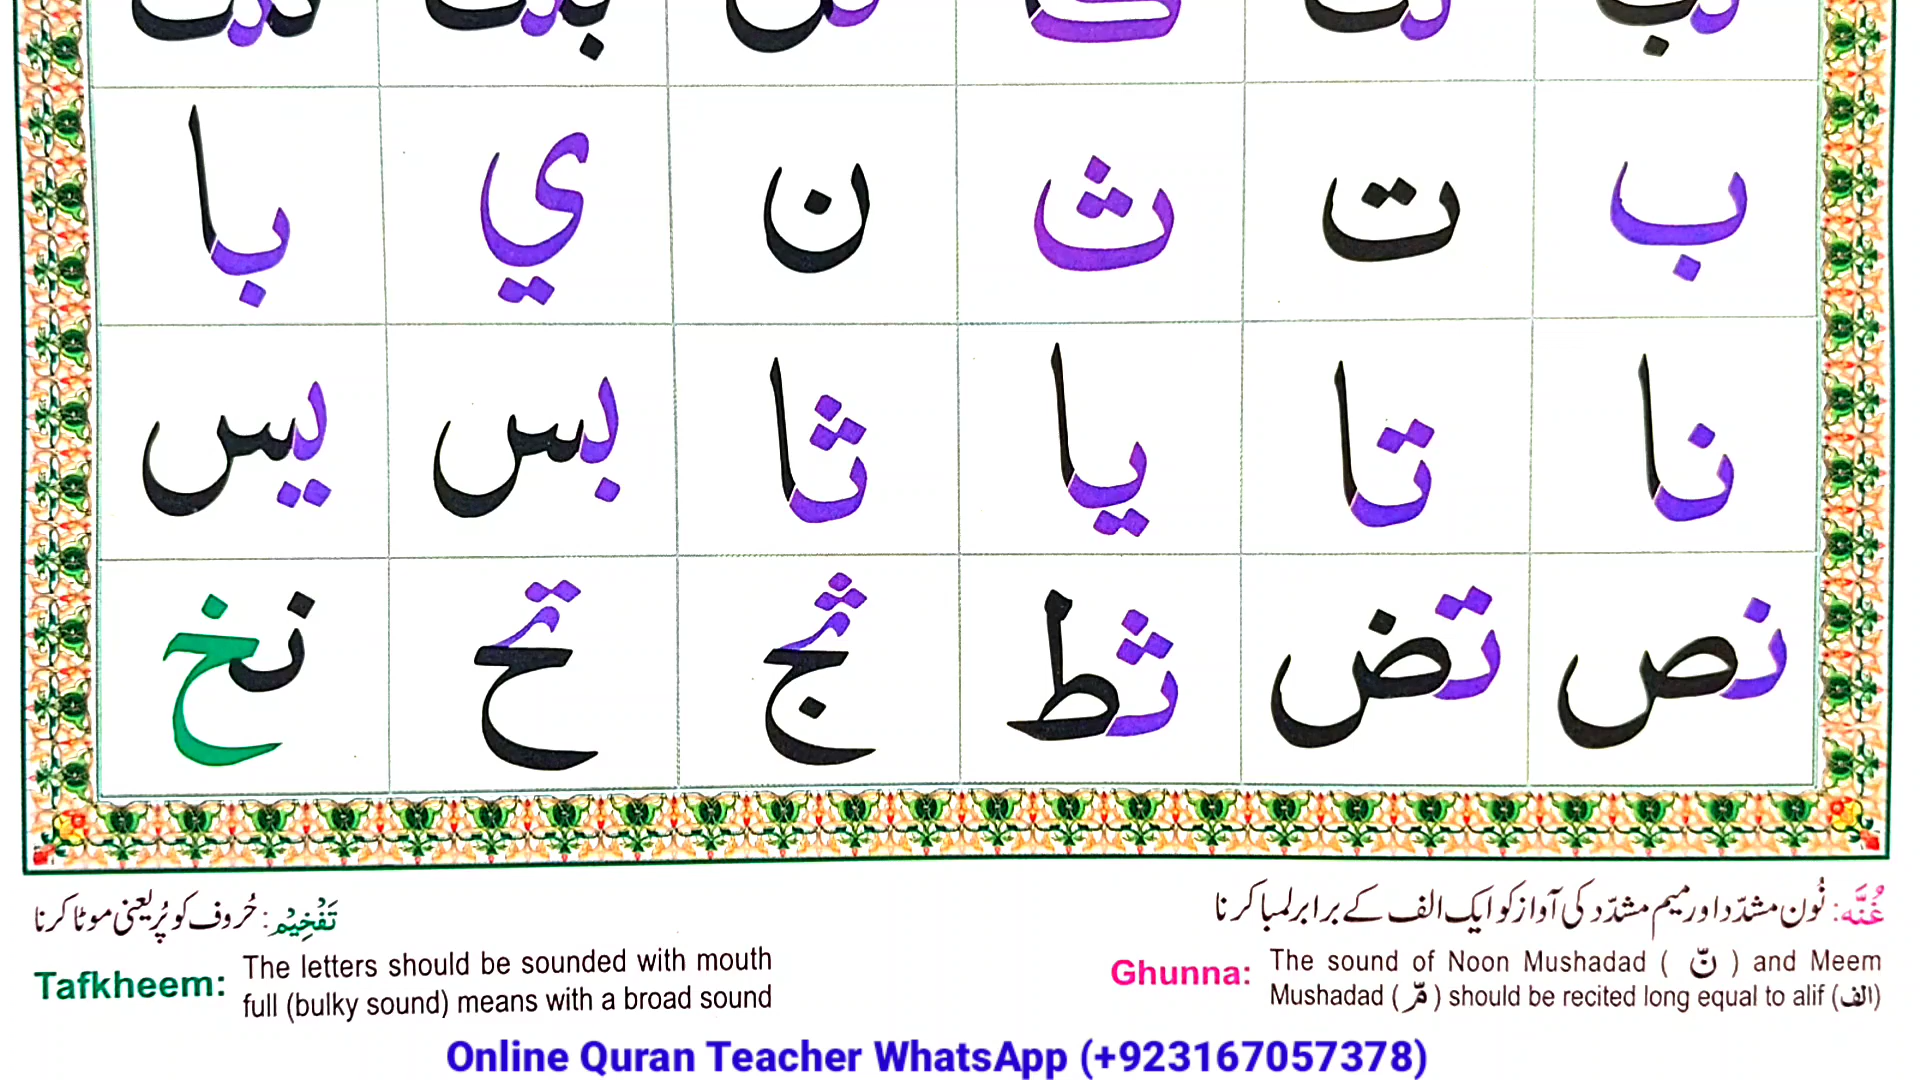 ب ت ث ن ي با
نا تا يا ثا بس يس
نص تض ثط ثج تح نخ
غُنَّه: نُون مشدّد اور میم مشدّد کی آواز کو ایک الف کے برابر لمبا کرنا
Ghunna: The sound of Noon Mushadad ( نّ ) and Meem
Mushadad (مّ) should be recited long equal to alif (الف)
تَفْخِيْم: حُروف کو پُر یعنی موٹا کرنا
Tafkheem: The letters should be sounded with mouth
full (bulky sound) means with a broad sound
Online Quran Teacher WhatsApp (+923167057378)